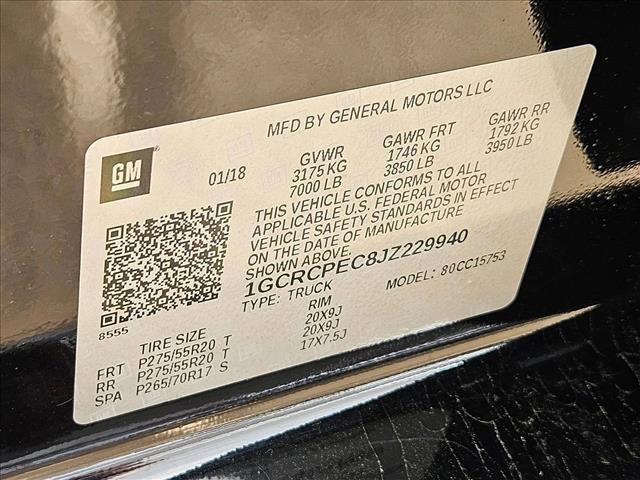 MFD BY GENERAL MOTORS LLC
GM
01/18 GVWR GAWR FRT GAWR RR
3175 KG 1746 KG 1792 KG
7000 LB 3850 LB 3950 LB
THIS VEHICLE CONFORMS TO ALL
APPLICABLE U.S. FEDERAL MOTOR
VEHICLE SAFETY STANDARDS IN EFFECT
ON THE DATE OF MANUFACTURE
SHOWN ABOVE.
1GCRCPEC8JZ229940
TYPE: TRUCK MODEL: 80CC15753
8555
TIRE SIZE RIM
FRT P275/55R20 T 20X9J
RR P275/55R20 T 20X9J
SPA P265/70R17 S 17X7.5J